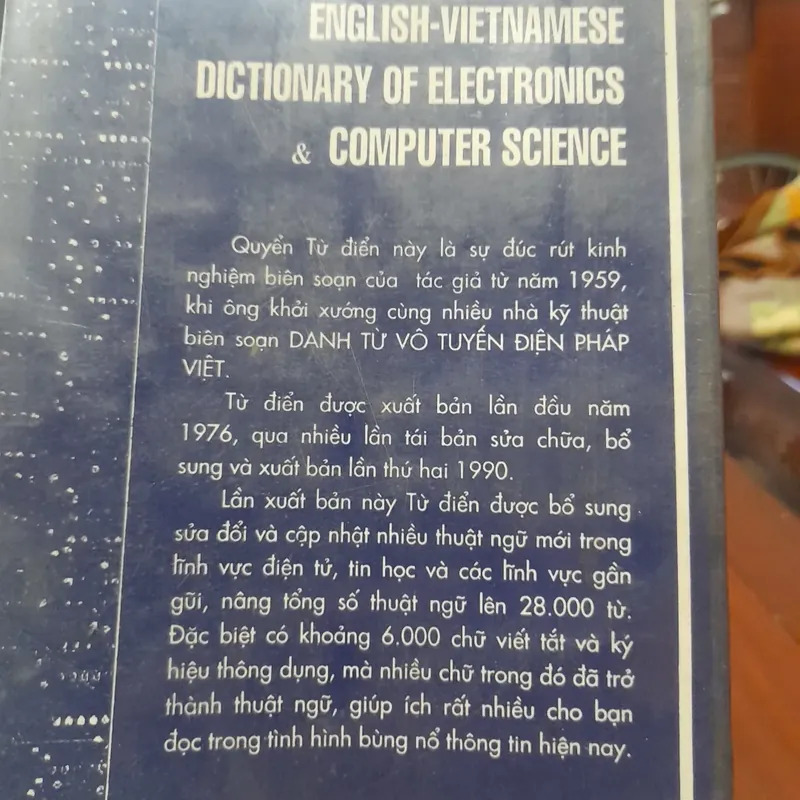 ENGLISH-VIETNAMESE
DICTIONARY OF ELECTRONICS
& COMPUTER SCIENCE
Quyển Từ điển này là sự đúc rút kinh
nghiệm biên soạn của tác giả từ năm 1959,
khi ông khởi xướng cùng nhiều nhà kỹ thuật
biên soạn DANH TỪ VÔ TUYẾN ĐIỆN PHÁP
VIỆT.
Từ điển được xuất bản lần đầu năm
1976, qua nhiều lần tái bản sửa chữa, bổ
sung và xuất bản lần thứ hai 1990.
Lần xuất bản này Từ điển được bổ sung
sửa đổi và cập nhật nhiều thuật ngữ mới trong
lĩnh vực điện tử, tin học và các lĩnh vực gần
gũi, nâng tổng số thuật ngữ lên 28.000 từ.
Đặc biệt có khoảng 6.000 chữ viết tắt và ký
hiệu thông dụng, mà nhiều chữ trong đó đã trở
thành thuật ngữ, giúp ích rất nhiều cho bạn
đọc trong tình hình bùng nổ thông tin hiện nay.